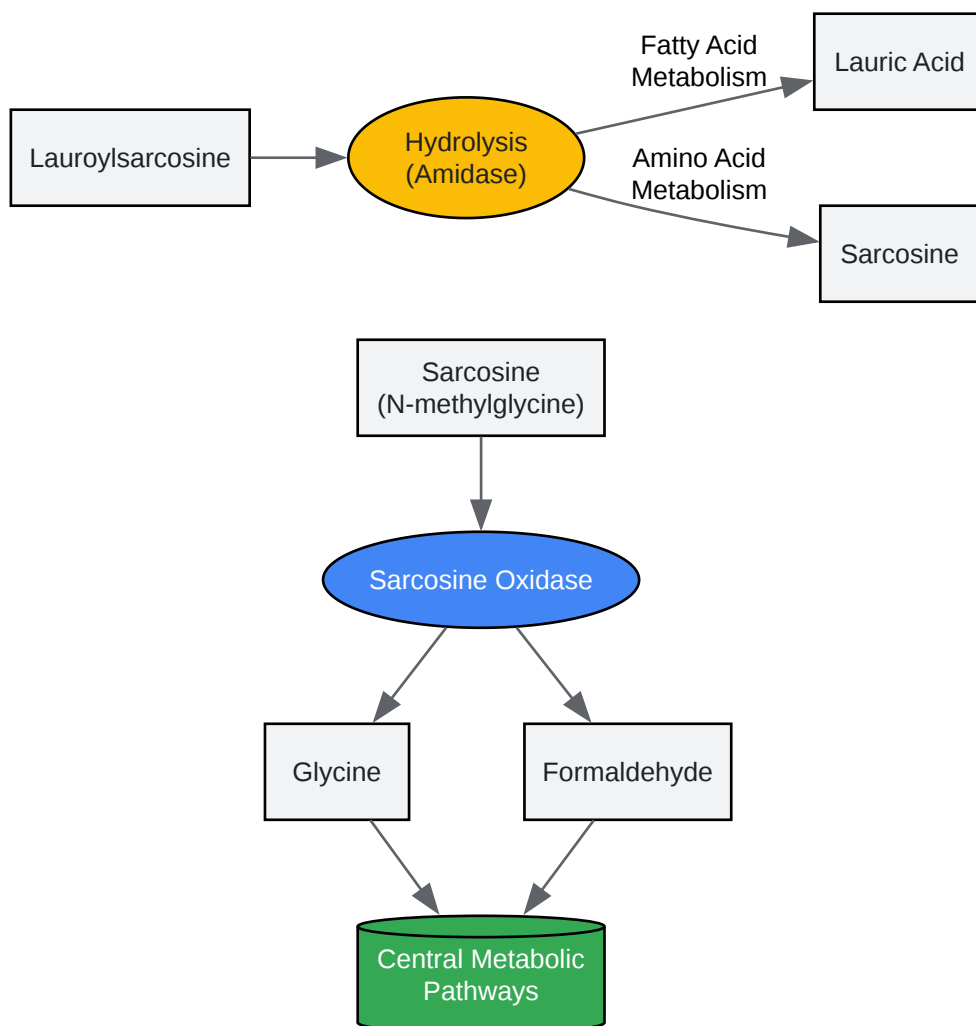 Fatty Acid
Metabolism
Lauric Acid
Lauroylsarcosine
Hydrolysis
(Amidase)
Amino Acid
Metabolism
Sarcosine
Sarcosine
(N-methylglycine)
Sarcosine Oxidase
Glycine
Formaldehyde
Central Metabolic
Pathways